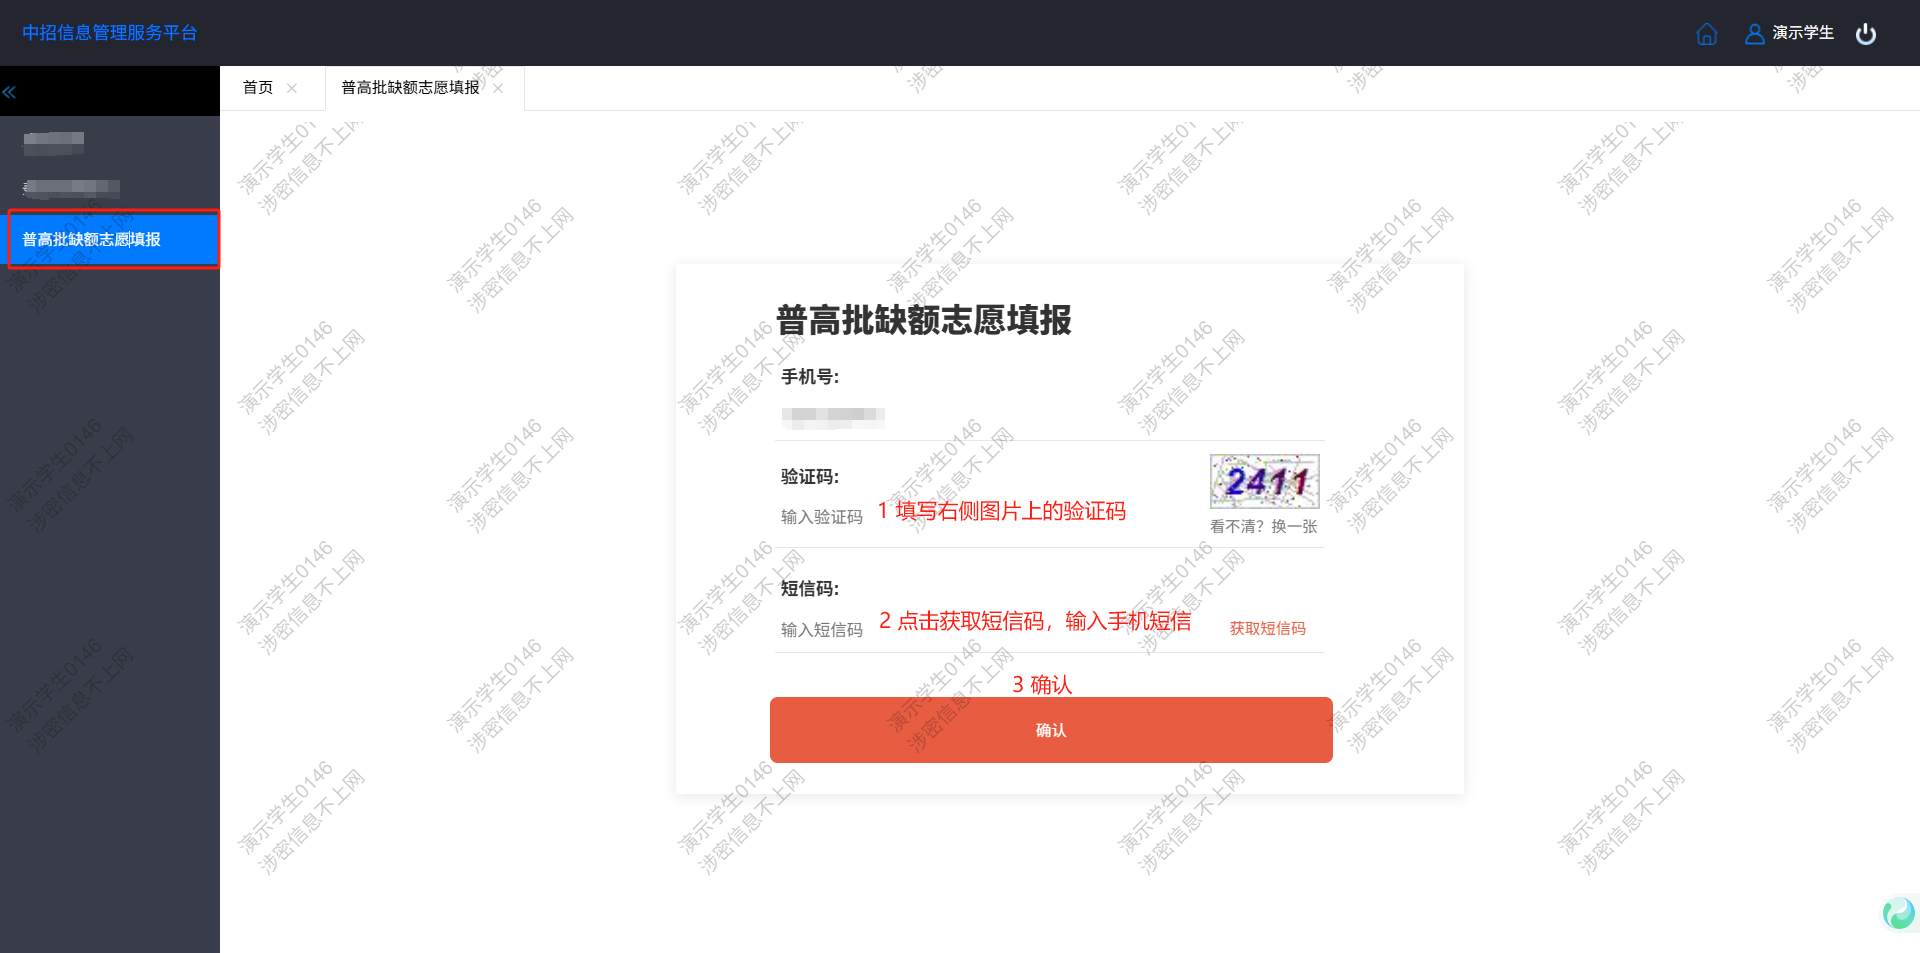 中招信息管理服务平台
演示学生
首页
普高批缺额志愿填报
普高批缺额志愿填报
普高批缺额志愿填报
手机号:
验证码:
输入验证码
1 填写右侧图片上的验证码
2411
看不清？换一张
短信码:
输入短信码
2 点击获取短信码，输入手机短信
获取短信码
3 确认
确认
演示学生0146
涉密信息不上网